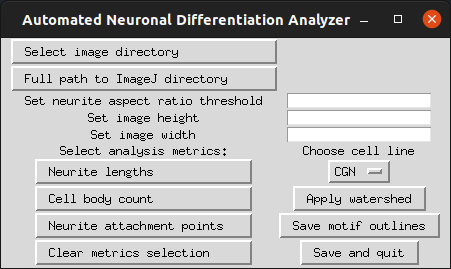 Automated Neuronal Differentiation Analyzer
Select image directory
Full path to ImageJ directory
Set neurite aspect ratio threshold
Set image height
Set image width
Select analysis metrics: Choose cell line
Neurite lengths CGN
Cell body count Apply watershed
Neurite attachment points Save motif outlines
Clear metrics selection Save and quit